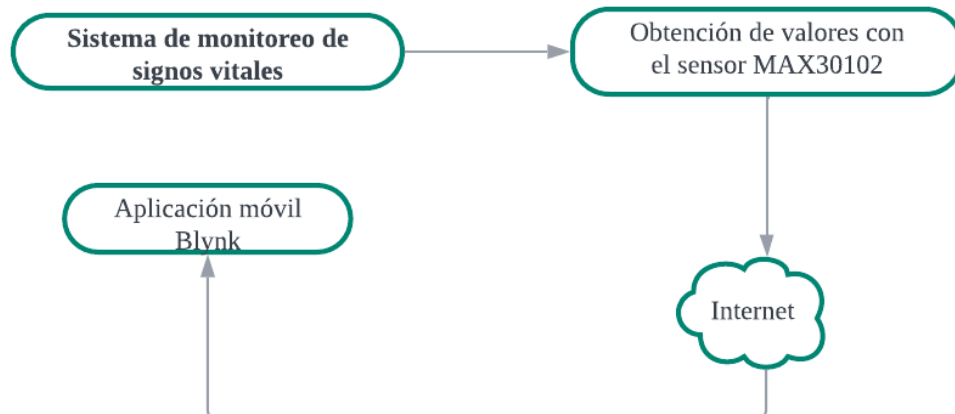 Sistema de monitoreo de
signos vitales
Obtención de valores con
el sensor MAX30102
Aplicación móvil
Blynk
Internet